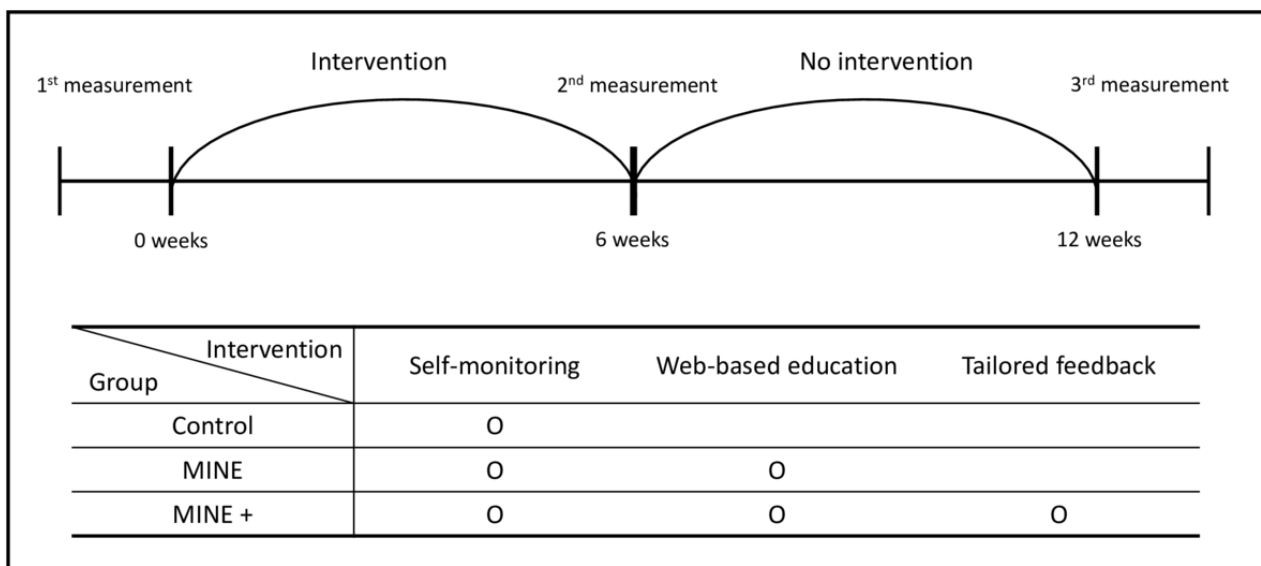 Intervention
No intervention
1st measurement
2nd measurement
3rd measurement
0 weeks
6 weeks
12 weeks
Intervention
Group
Self-monitoring
Web-based education
Tailored feedback
Control O
MINE O O
MINE + O O O